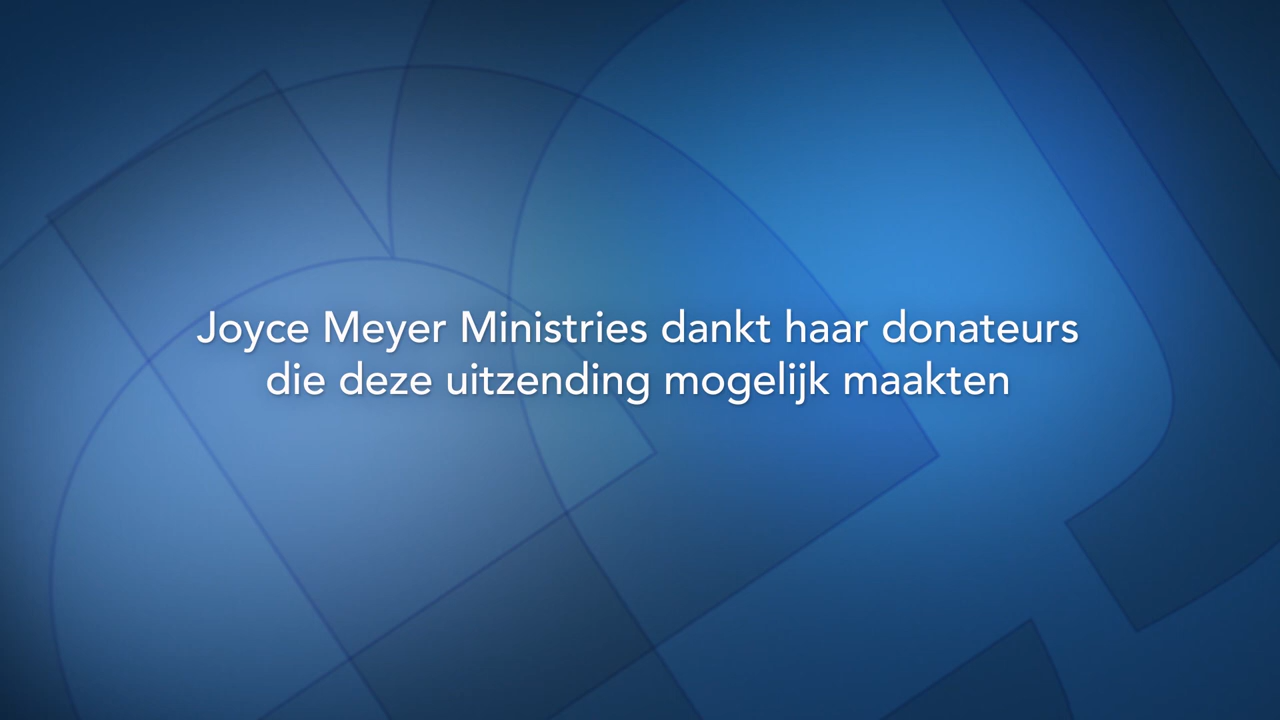 Joyce Meyer Ministries dankt haar donateurs
die deze uitzending mogelijk maakten